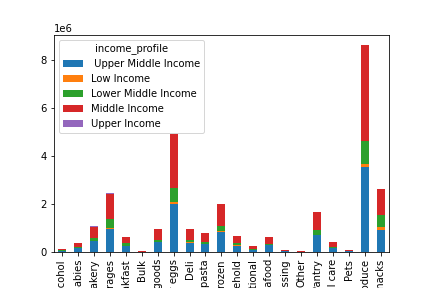 1e6
8
6
4
2
0
income_profile
Upper Middle Income
Low Income
Lower Middle Income
Middle Income
Upper Income
cohol
abies
akery
rages
kfast
Bulk
goods
eggs
Deli
pasta
rozen
ehold
tional
afood
ssing
Other
antry
l care
Pets
oduce
nacks